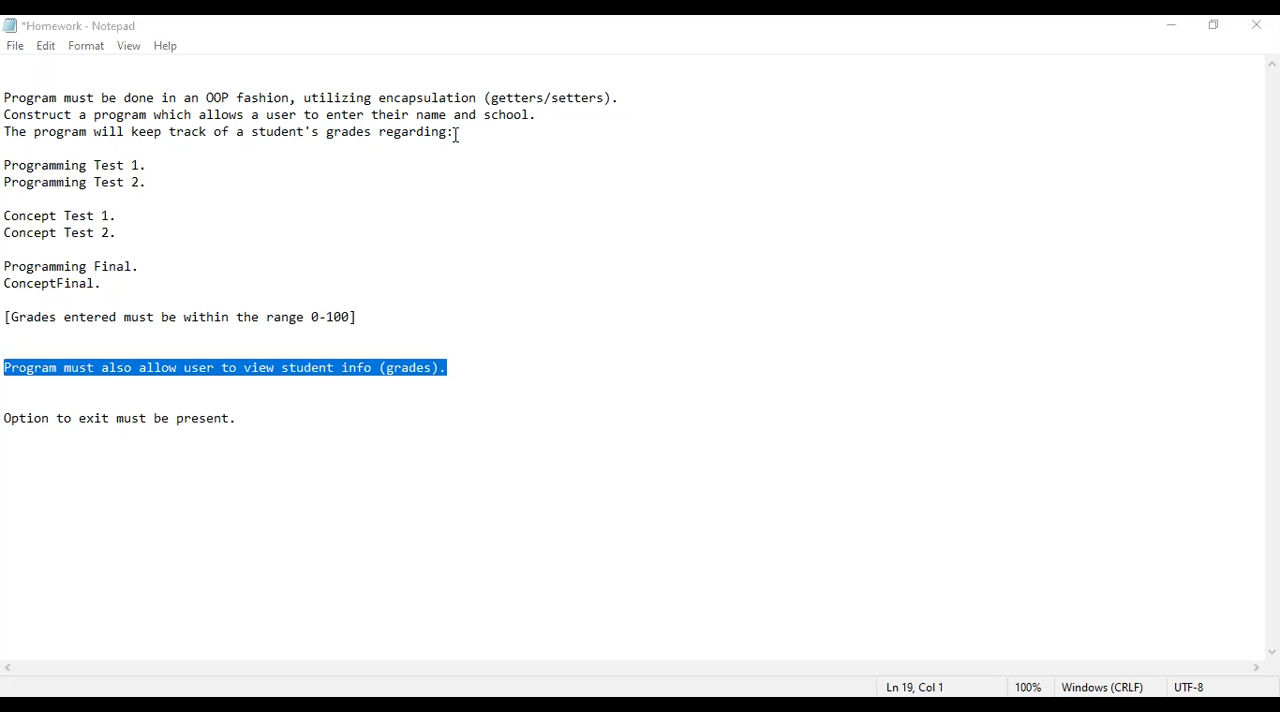 *Homework - Notepad
File Edit Format View Help
Program must be done in an OOP fashion, utilizing encapsulation (getters/setters).
Construct a program which allows a user to enter their name and school.
The program will keep track of a student's grades regarding:
Programming Test 1.
Programming Test 2.
Concept Test 1.
Concept Test 2.
Programming Final.
ConceptFinal.
[Grades entered must be within the range 0-100]
Program must also allow user to view student info (grades).
Option to exit must be present.
Ln 19, Col 1 100% Windows (CRLF) UTF-8